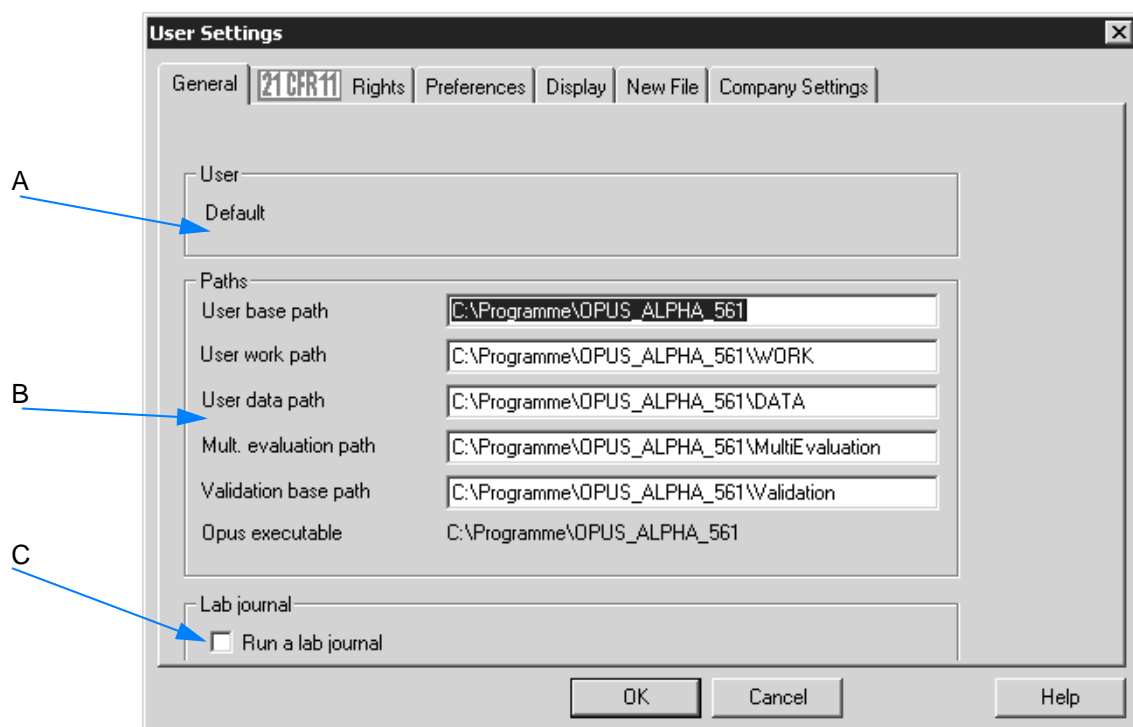 User Settings
General 21 CFR11 Rights Preferences Display New File Company Settings
A
User
Default
Paths
User base path C:\Programme\OPUS_ALPHA_561
User work path C:\Programme\OPUS_ALPHA_561\WORK
B
User data path C:\Programme\OPUS_ALPHA_561\DATA
Mult. evaluation path C:\Programme\OPUS_ALPHA_561\MultiEvaluation
Validation base path C:\Programme\OPUS_ALPHA_561\Validation
Opus executable C:\Programme\OPUS_ALPHA_561
C
Lab journal
Run a lab journal
OK Cancel Help